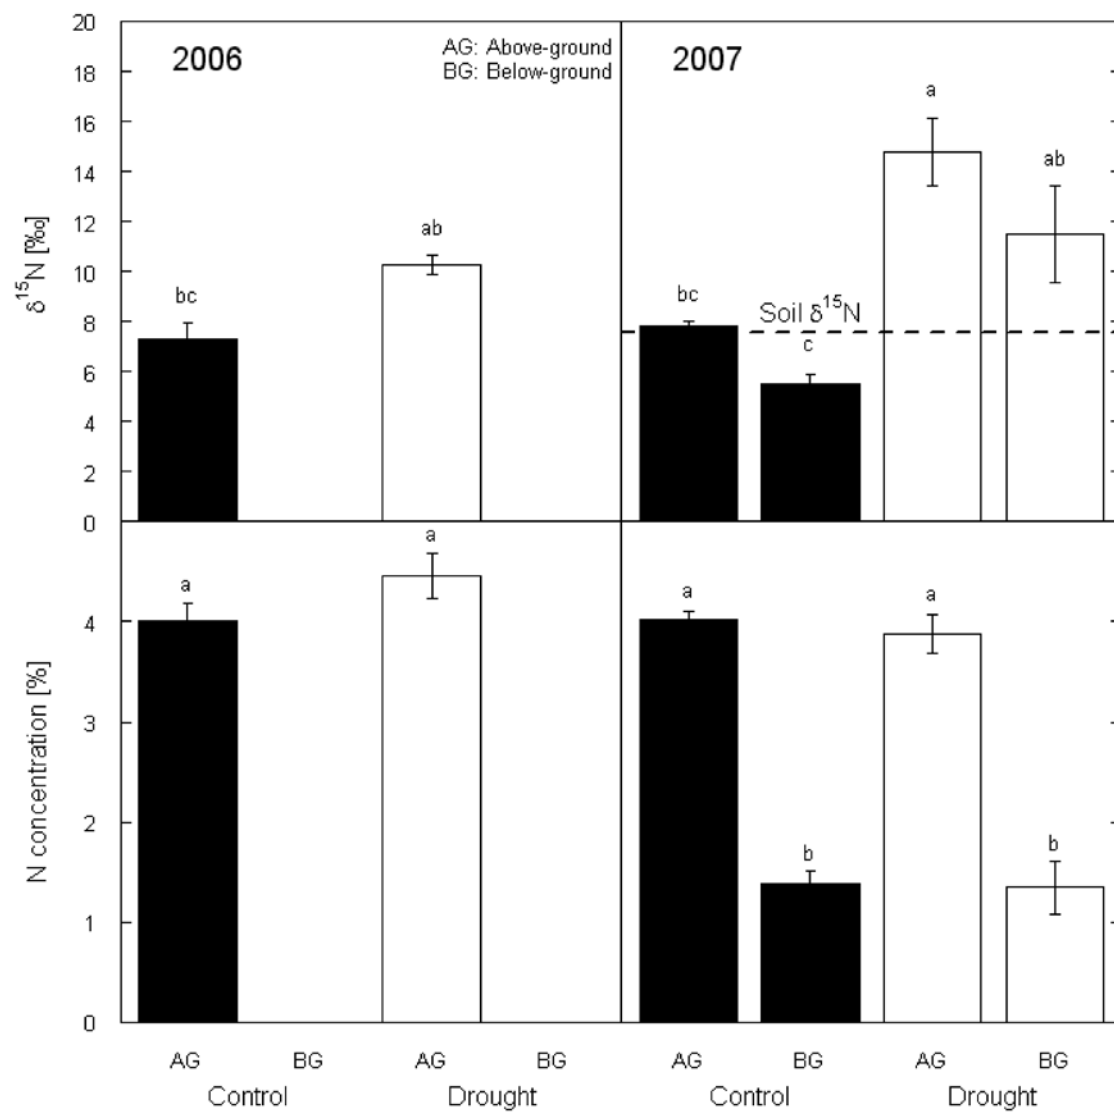 20
18
16
14
12
10
8
6
4
2
0
δ¹⁵N [‰]
2006
AG: Above-ground
BG: Below-ground
bc
ab
2007
bc
c
a
ab
Soil δ¹⁵N
4
3
2
1
0
N concentration [%]
a
a
a
b
a
b
AG BG AG BG AG BG AG BG
Control Drought Control Drought